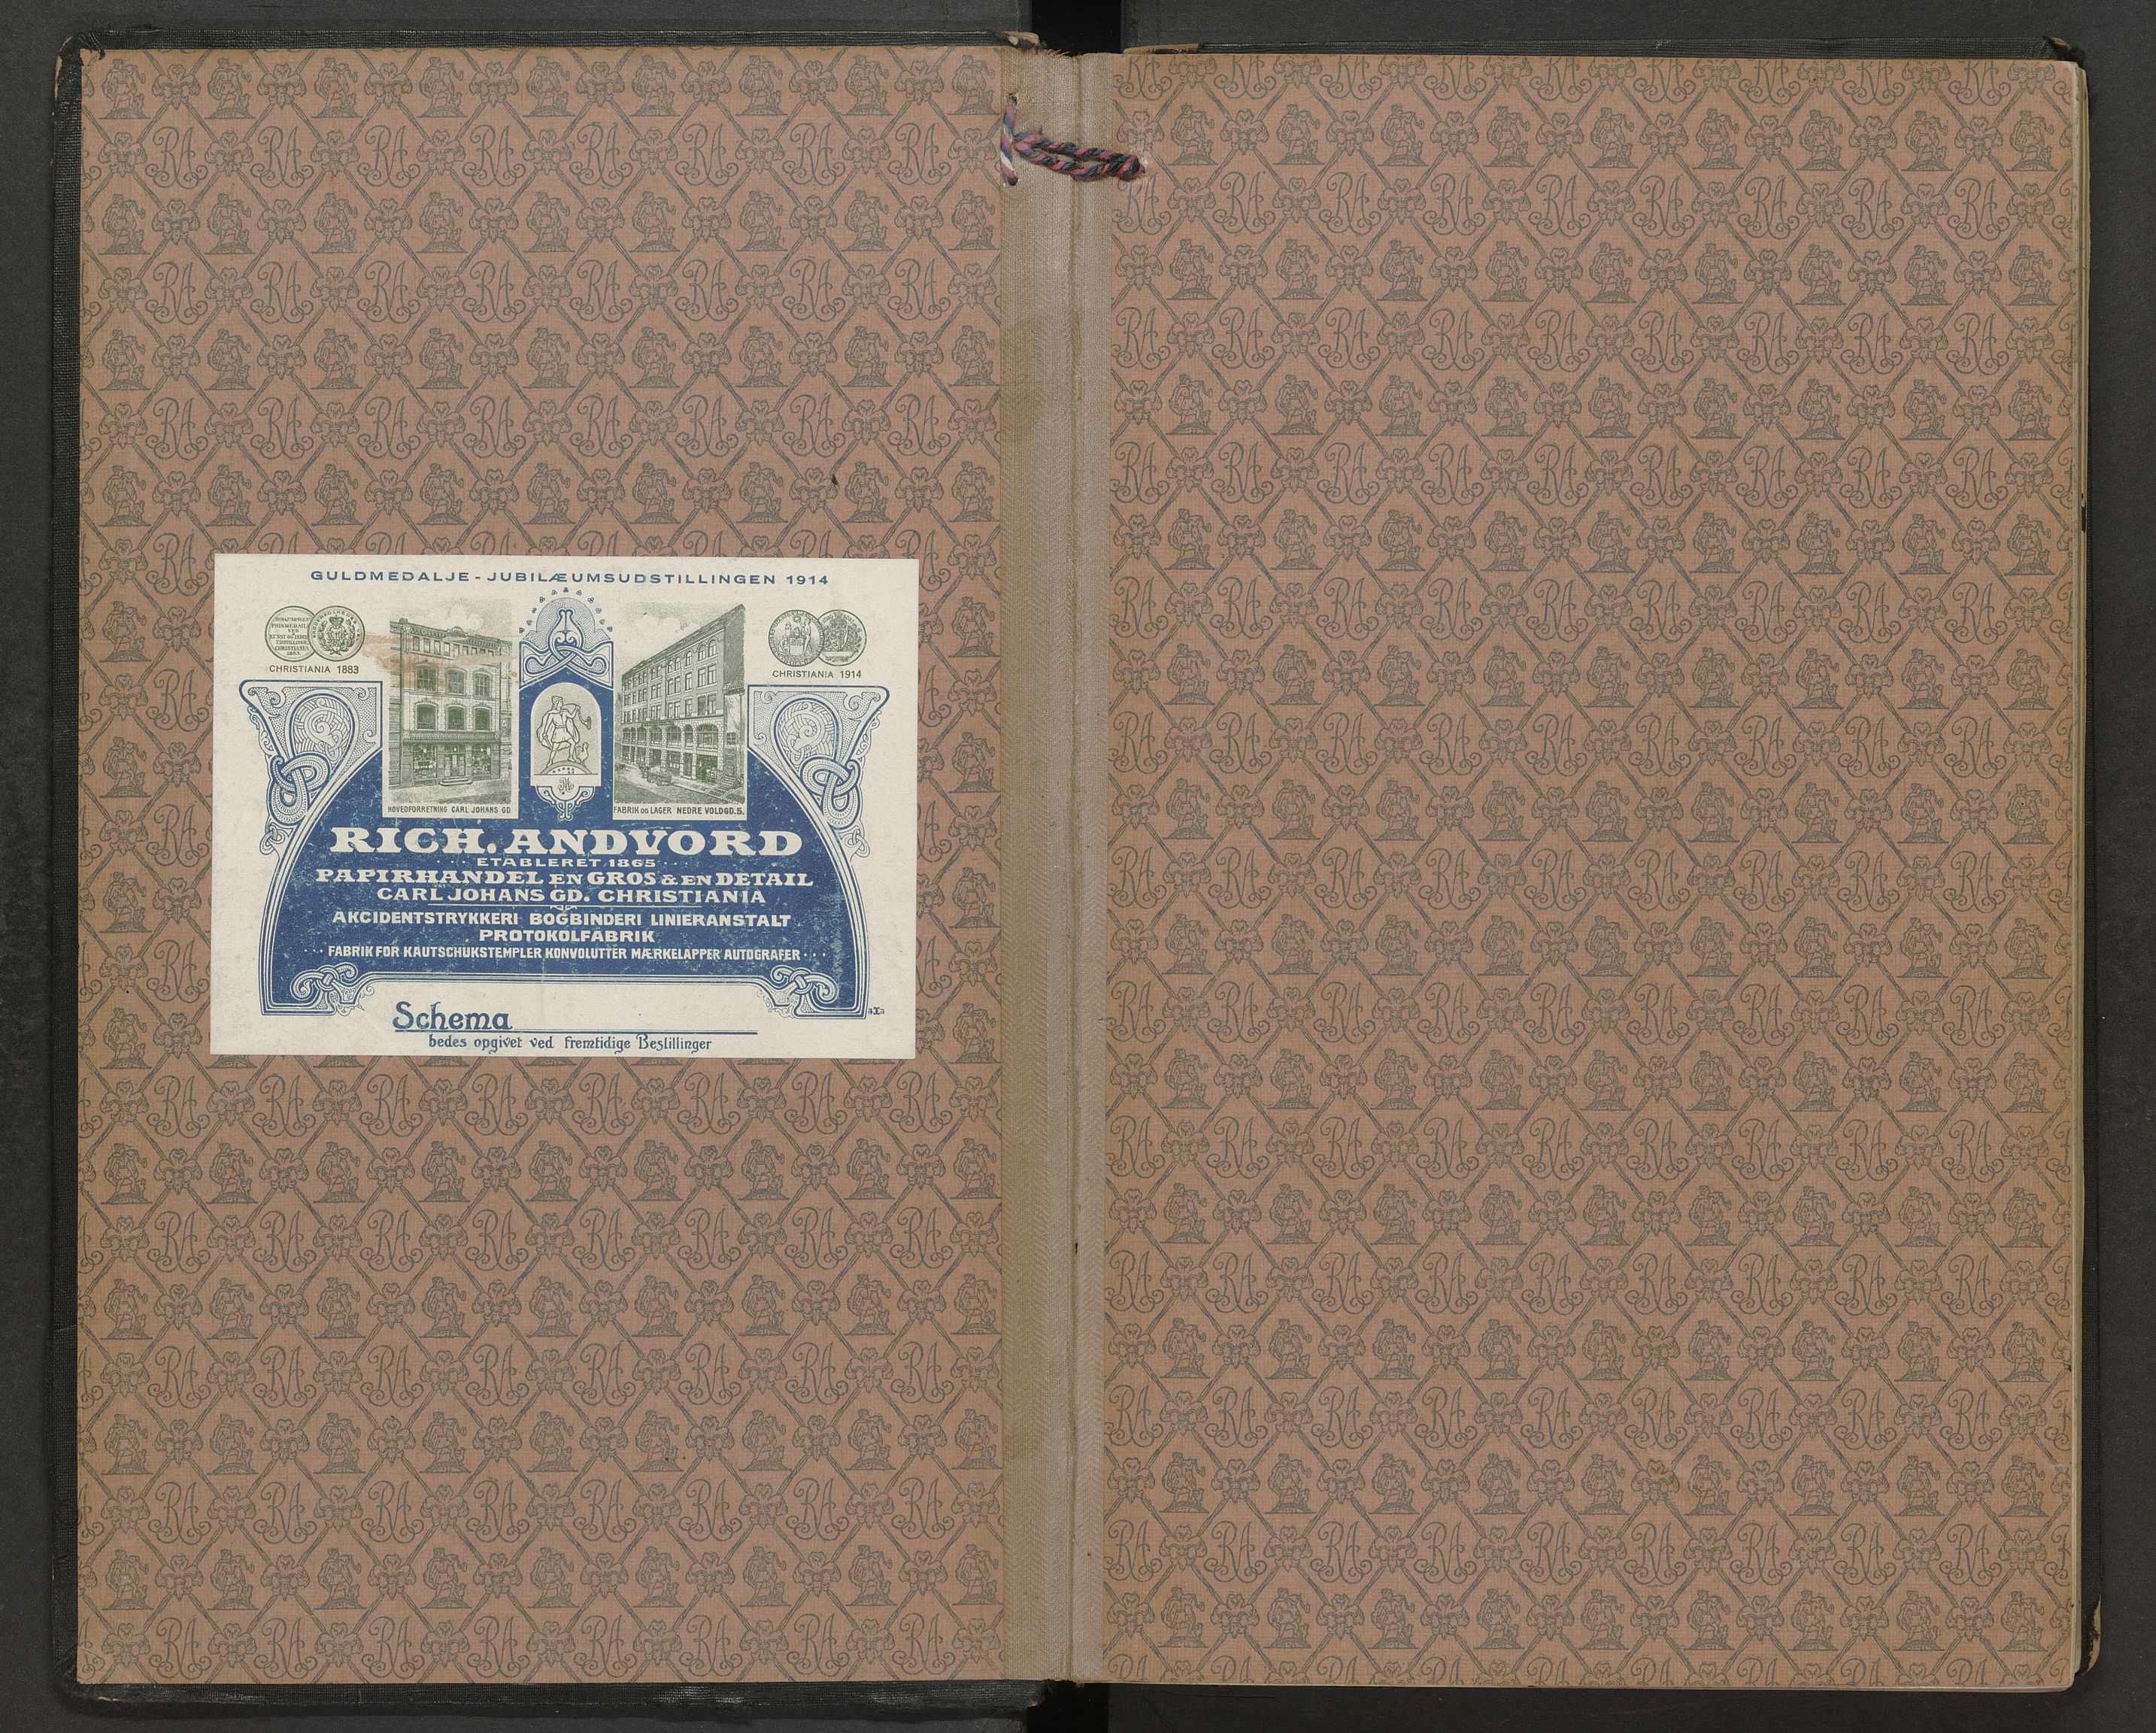 GULDMEDALJE-JUBILÆUMSUDSTILLINGEN 1914
CHRISTIANIA 1883
CHRISTIANIA 1914
HOVEDFORRETNING CARL JOHANS GD
FABRIK OG LAGER NEDRE VOLDGD. 5.
RICH. ANDVORD
ETABLERET 1865
PAPIRHANDEL EN GROS & EN DETAIL
CARL JOHANS GD. CHRISTIANIA
AKCIDENTSTRYKKERI BOGBINDERI LINIERANSTALT
PROTOKOLFABRIK
FABRIK FOR KAUTSCHUKSTEMPLER KONVOLUTTER MÆRKELAPPER AUTOGRAFER
Schema
bedes opgivet ved fremtidige Bestillinger